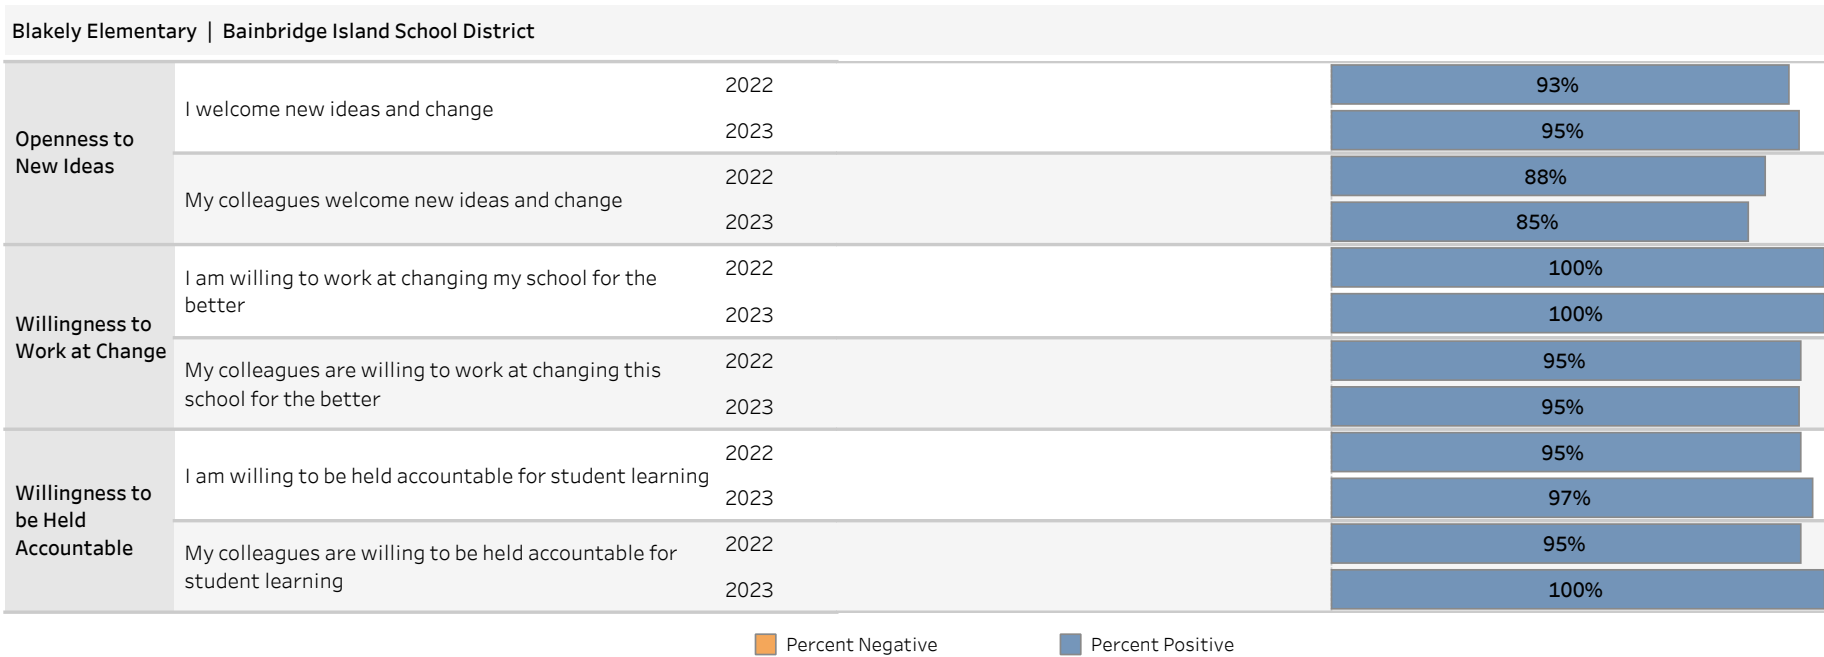 Blakely Elementary | Bainbridge Island School District
Openness to
New Ideas
I welcome new ideas and change
2022
93%
2023
95%
My colleagues welcome new ideas and change
2022
88%
2023
85%
Willingness to
Work at Change
I am willing to work at changing my school for the
better
2022
100%
2023
100%
My colleagues are willing to work at changing this
school for the better
2022
95%
2023
95%
Willingness to
be Held
Accountable
I am willing to be held accountable for student learning
2022
95%
2023
97%
My colleagues are willing to be held accountable for
student learning
2022
95%
2023
100%
Percent Negative
Percent Positive